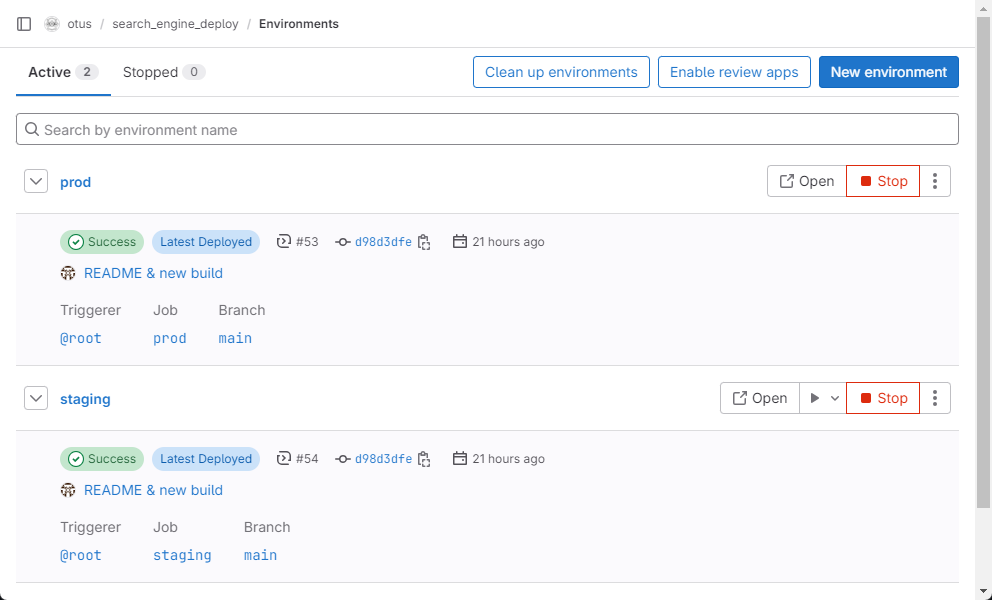 otus / search_engine_deploy / Environments
Active 2 Stopped 0 Clean up environments Enable review apps New environment
Search by environment name
prod Open Stop
Success Latest Deployed #53 d98d3dfe 21 hours ago
README & new build
Triggerer Job Branch
@root prod main
staging Open Stop
Success Latest Deployed #54 d98d3dfe 21 hours ago
README & new build
Triggerer Job Branch
@root staging main